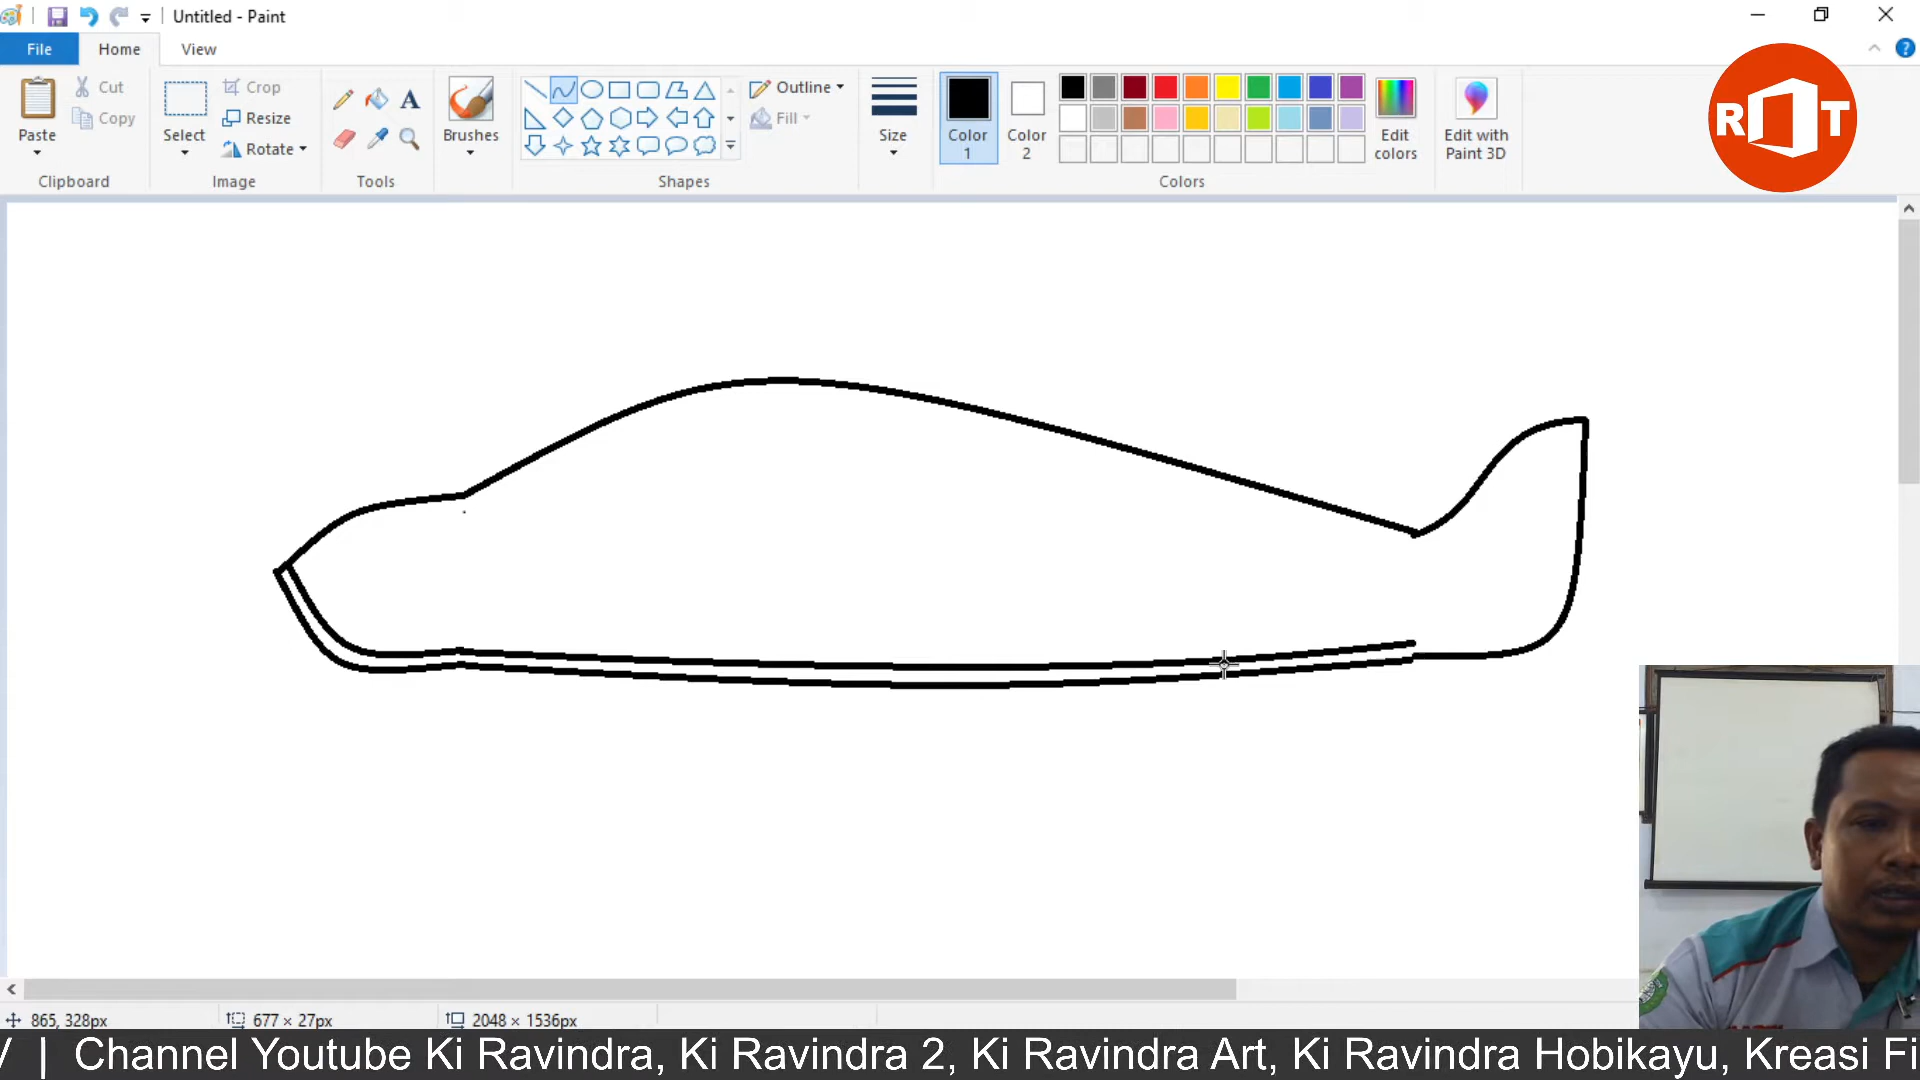 Untitled - Paint
File Home View
Paste
Cut
Copy
Clipboard
Select
Crop
Resize
Rotate
Image
A
Tools
Brushes
Outline
Fill
Shapes
Size
Color 1
Color 2
Edit colors
Colors
Edit with Paint 3D
R T
865, 328px
677 × 27px
2048 × 1536px
| Channel Youtube Ki Ravindra, Ki Ravindra 2, Ki Ravindra Art, Ki Ravindra Hobikayu, Kreasi Fi